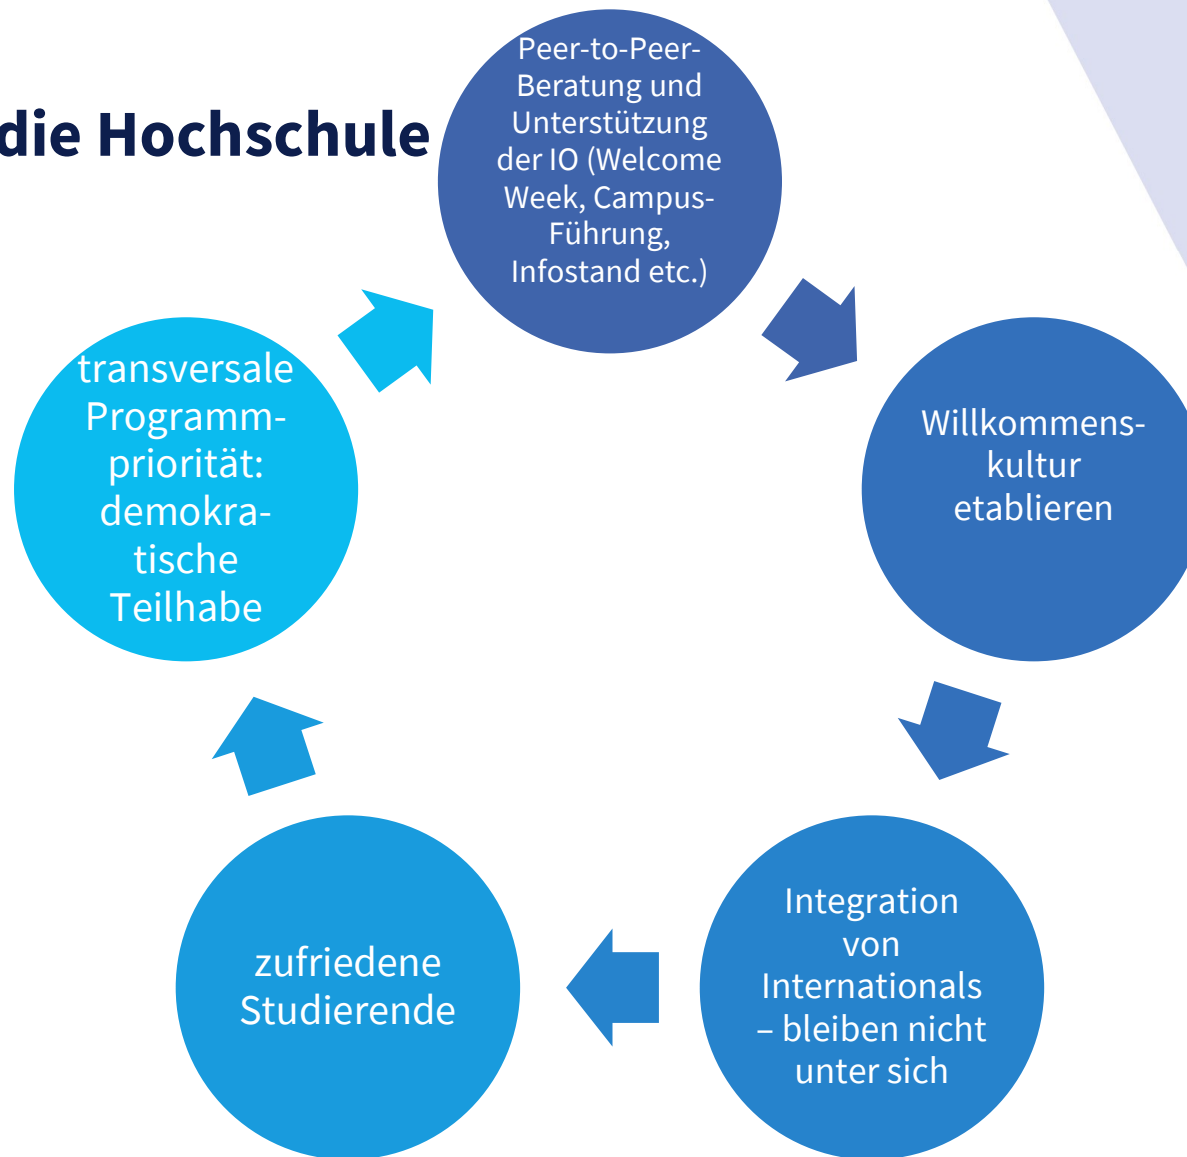 die Hochschule
Peer-to-Peer-
Beratung und
Unterstützung
der IO (Welcome
Week, Campus-
Führung,
Infostand etc.)
Willkommens-
kultur
etablieren
Integration
von
Internationals
– bleiben nicht
unter sich
zufriedene
Studierende
transversale
Programm-
priorität:
demokra-
tische
Teilhabe